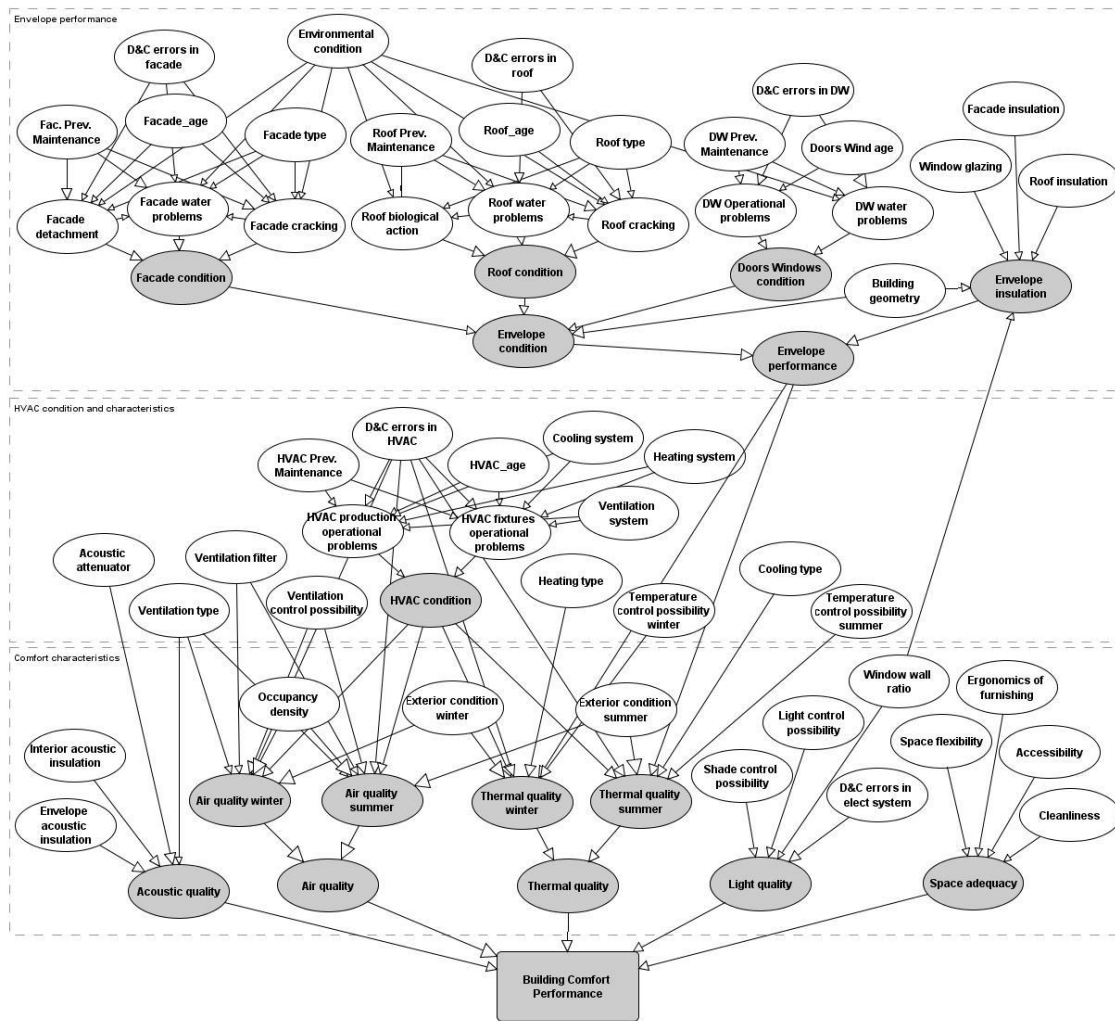 Envelope performance
D&C errors in
facade
Environmental
condition
D&C errors in
roof
D&C errors in DW
Facade insulation
Fac. Prev.
Maintenance
Facade_age
Facade type
Roof Prev.
Maintenance
Roof_age
Roof type
DW Prev.
Maintenance
Doors Wind age
Window glazing
Roof insulation
Facade
detachment
Facade water
problems
Facade cracking
Roof biological
action
Roof water
problems
Roof cracking
DW Operational
problems
DW water
problems
Facade condition
Roof condition
Doors Windows
condition
Building
geometry
Envelope
insulation
Envelope
condition
Envelope
performance
HVAC condition and characteristics
D&C errors in
HVAC
Cooling system
HVAC Prev.
Maintenance
HVAC_age
Heating system
HVAC production
operational
problems
HVAC fixtures
operational
problems
Ventilation
system
Acoustic
attenuator
Ventilation filter
Ventilation type
Ventilation
control possibility
HVAC condition
Heating type
Temperature
control possibility
winter
Cooling type
Temperature
control possibility
summer
Comfort characteristics
Occupancy
density
Exterior condition
winter
Exterior condition
summer
Window wall
ratio
Ergonomics of
furnishing
Light control
possibility
Space flexibility
Accessibility
Interior acoustic
insulation
Envelope
acoustic
insulation
Air quality winter
Air quality
summer
Thermal quality
winter
Thermal quality
summer
Shade control
possibility
D&C errors in
elect system
Cleanliness
Acoustic quality
Air quality
Thermal quality
Light quality
Space adequacy
Building Comfort
Performance